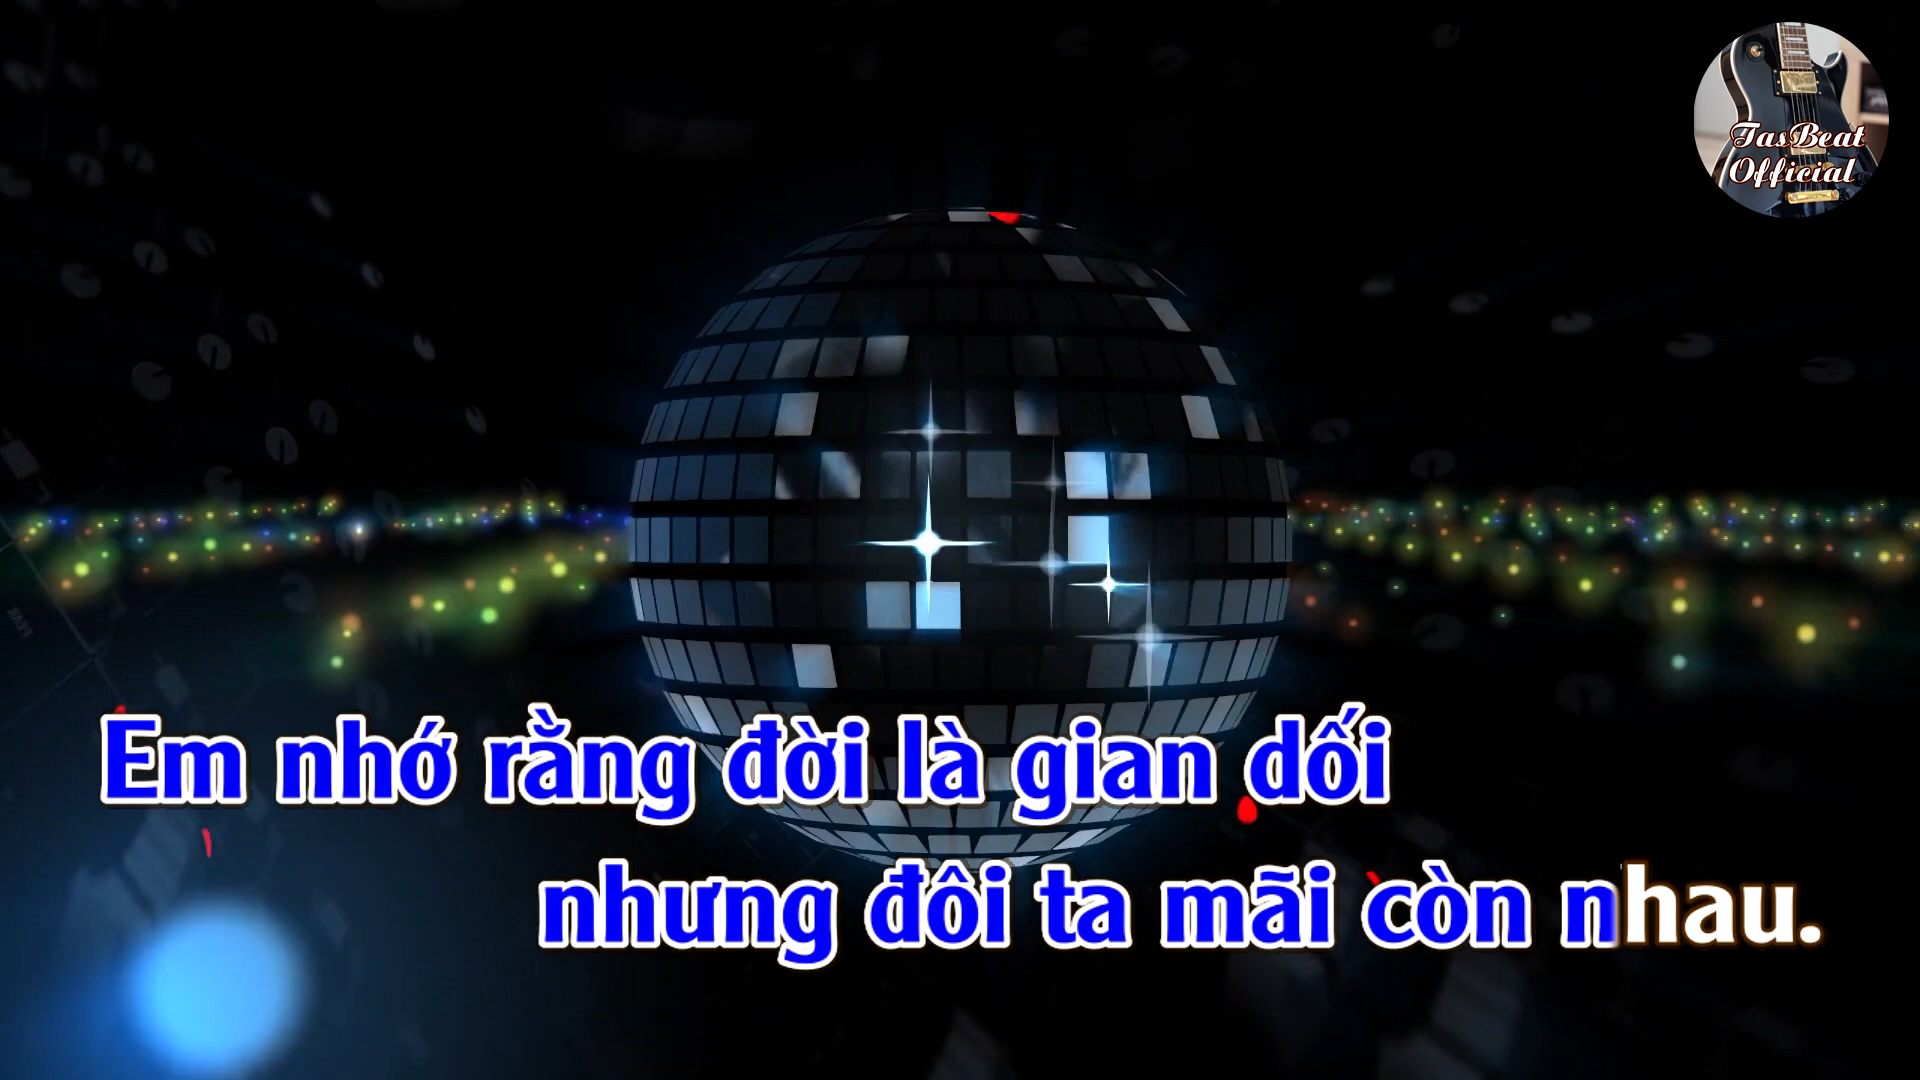 TasBeat
Official
Em nhớ rằng đời là gian dối
nhưng đôi ta mãi còn nhau.